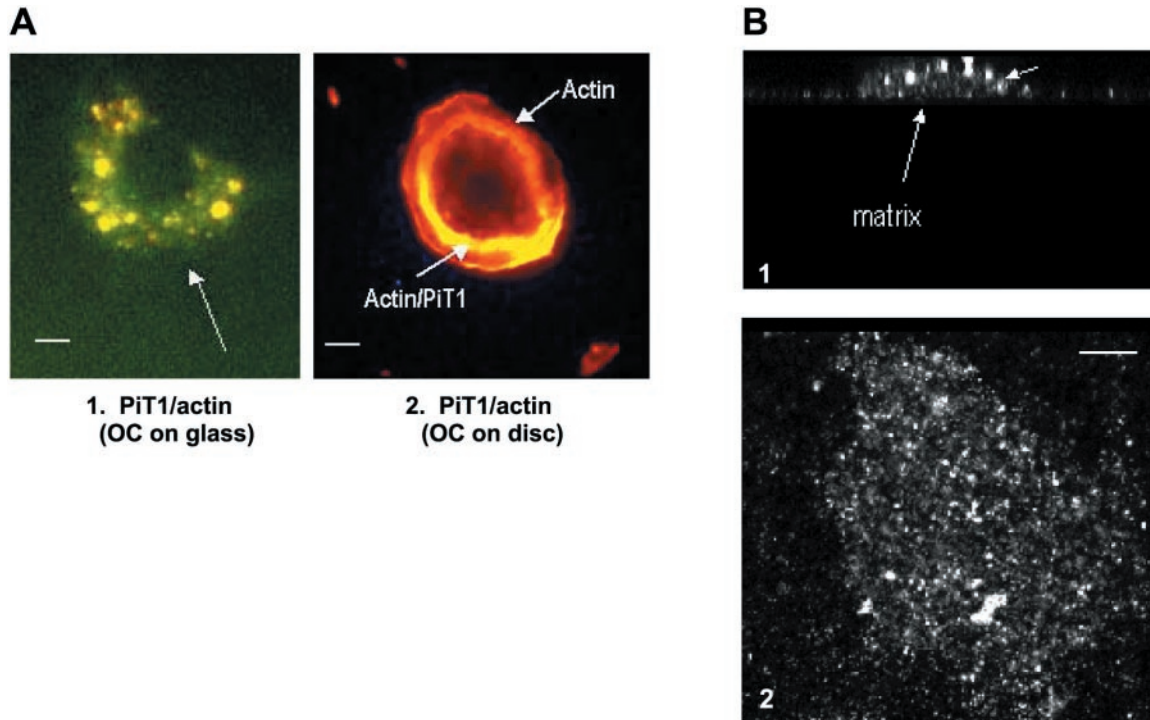 A
Actin
Actin/PiT1
1. PiT1/actin
(OC on glass)
2. PiT1/actin
(OC on disc)
B
matrix
1
2